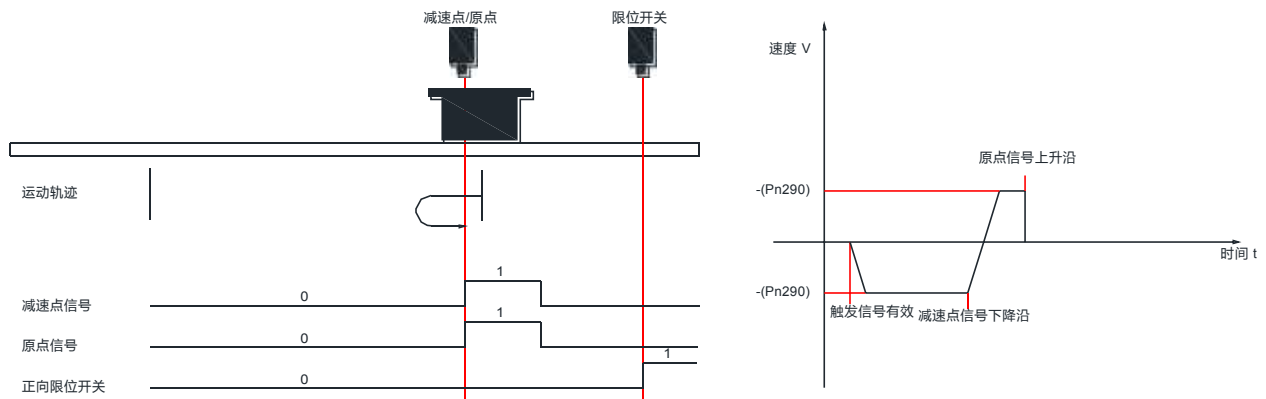 减速点/原点
限位开关
运动轨迹
减速点信号
0
1
原点信号
0
1
正向限位开关
0
1
速度 V
原点信号上升沿
-(Pn290)
时间 t
-(Pn290)
触发信号有效
减速点信号下降沿